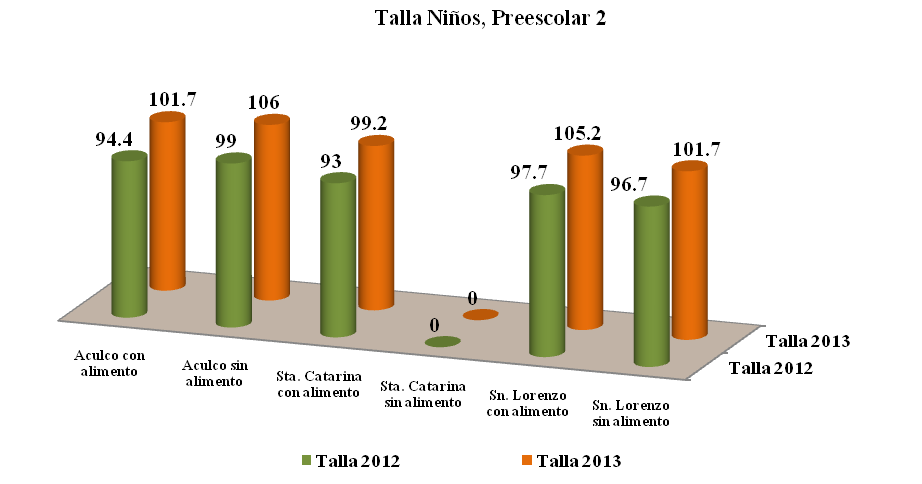 Talla Niños, Preescolar 2
94.4
101.7
99
106
93
99.2
0
0
97.7
105.2
96.7
101.7
Aculco con
alimento
Aculco sin
alimento
Sta. Catarina
con alimento
Sta. Catarina
sin alimento
Sn. Lorenzo
con alimento
Sn. Lorenzo
sin alimento
Talla 2013
Talla 2012
Talla 2012
Talla 2013